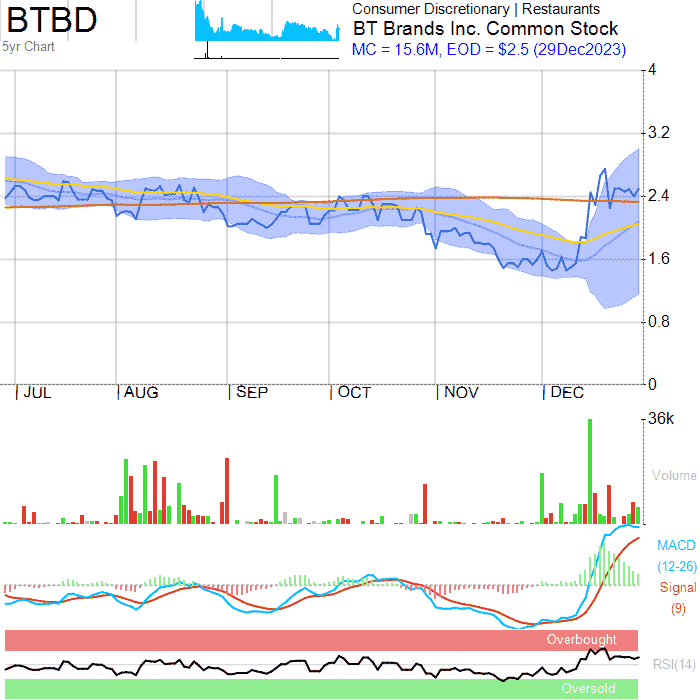 BTBD
5yr Chart
Consumer Discretionary | Restaurants
BT Brands Inc. Common Stock
MC = 15.6M, EOD = $2.5 (29Dec2023)
4
3.2
2.4
1.6
0.8
0
JUL AUG SEP OCT NOV DEC
36k
Volume
MACD
(12-26)
Signal
(9)
Overbought
RSI(14)
Oversold